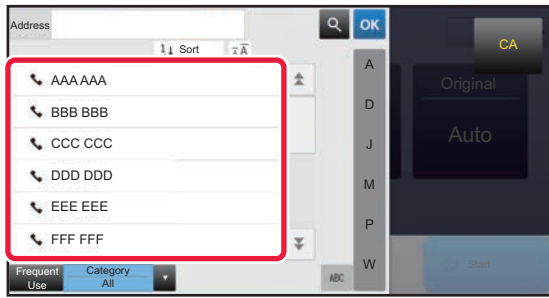 Address
OK
CA
Sort
A
AAA AAA
BBB BBB
CCC CCC
DDD DDD
EEE EEE
FFF FFF
A
D
J
M
P
W
Original
Auto
Start
Frequent
Use
Category
All
ABC